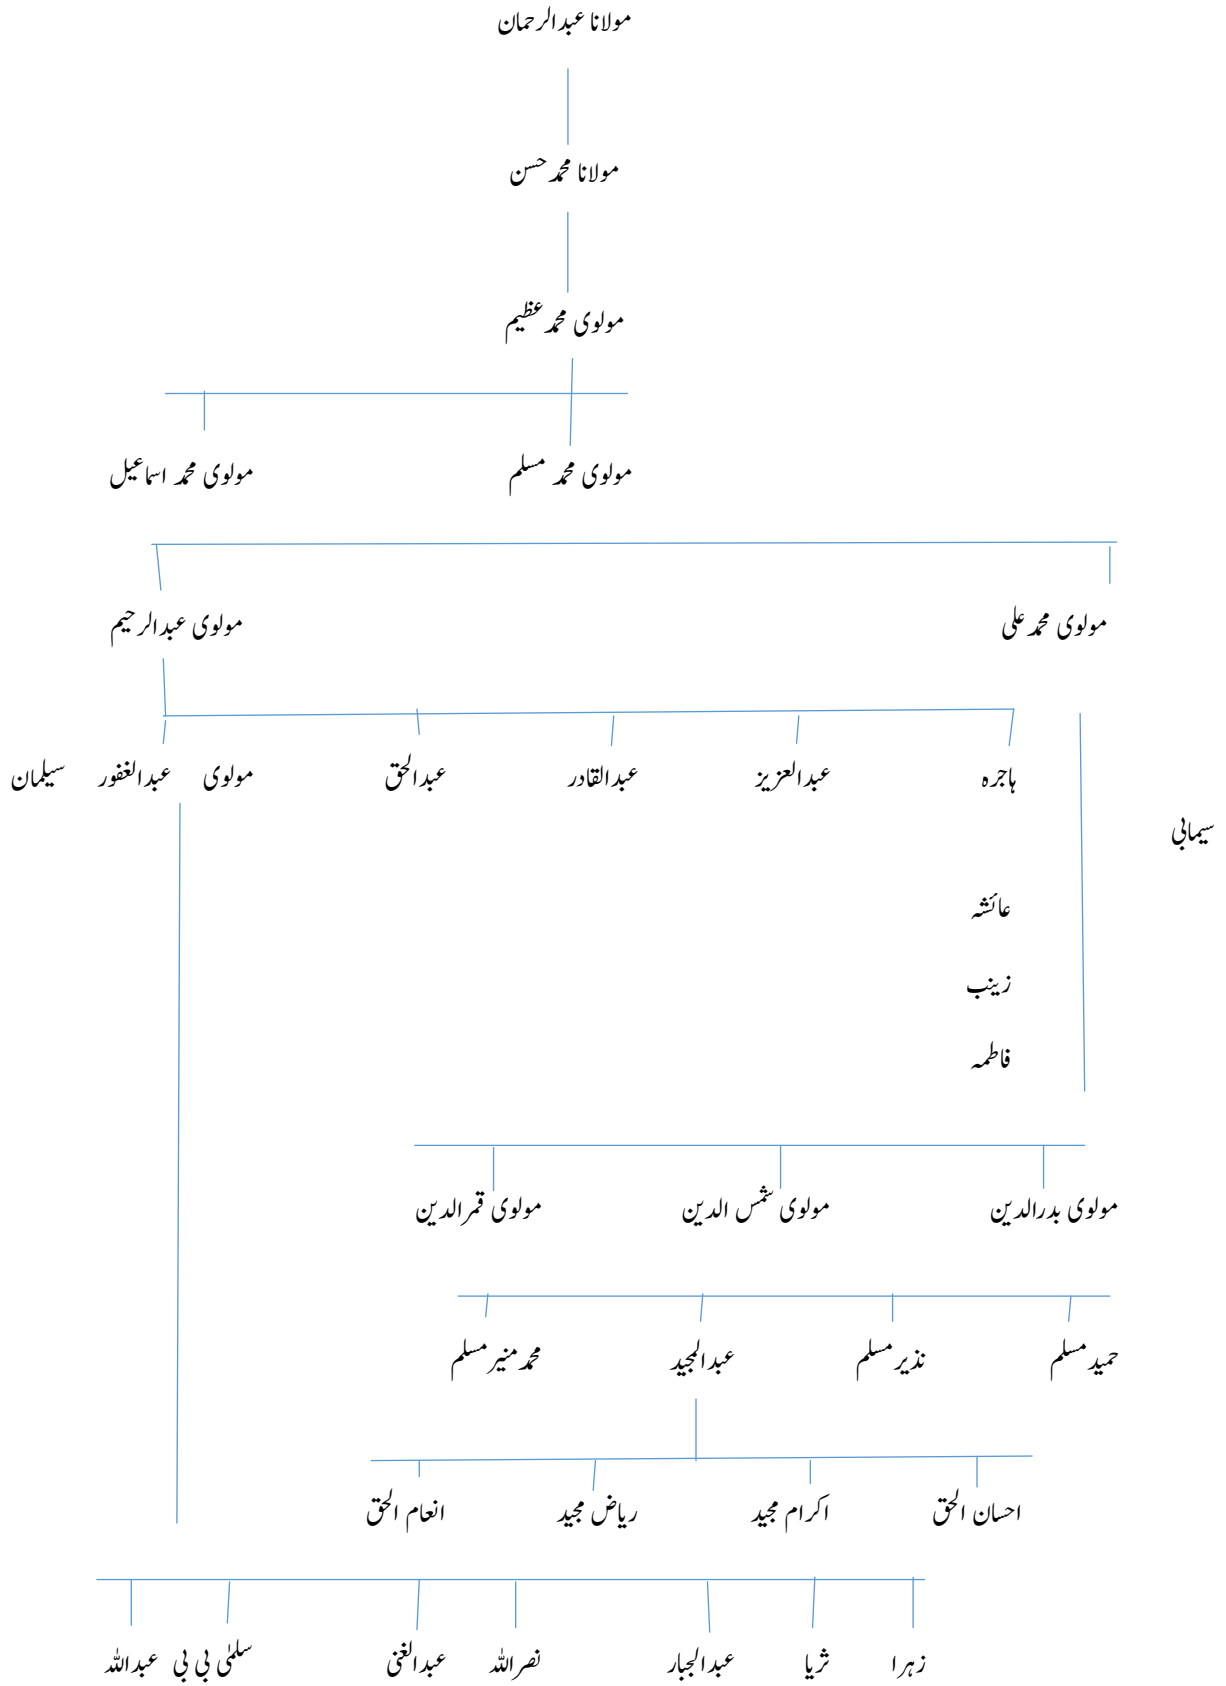 مولانا عبدالرحمان
مولانا محمد حسن
مولوی محمد عظیم
مولوی محمد مسلم مولوی محمد اسماعیل
مولوی محمد علی مولوی عبدالرحیم
ہاجرہ عبدالعزیز عبدالقادر عبدالحق مولوی عبدالغفور سیلمان
سیمابی
عائشہ
زینب
فاطمہ
مولوی بدرالدین مولوی شمس الدین مولوی قمرالدین
حمید مسلم نذیر مسلم عبدالمجید محمد منیر مسلم
احسان الحق اکرام مجید ریاض مجید انعام الحق
زہرا ثریا عبدالجبار نصراللہ عبدالغنی سلمٰی بی بی عبداللہ